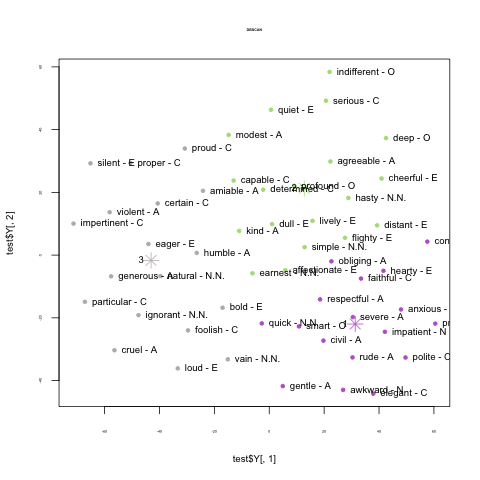 DBSCAN
indifferent - O
serious - C
quiet - E
modest - A
deep - O
proud - C
silent - E
proper - C
agreeable - A
capable - C
cheerful - E
amiable - A
determined - C
profound - O
hasty - N.N.
certain - C
violent - A
impertinent - C
dull - E
lively - E
distant - E
kind - A
flighty - E
con
eager - E
simple - N.N.
humble - A
3
obliging - A
affectionate - E
hearty - E
earnest - N.N.
generous - A
natural - N.N.
faithful - C
particular - C
respectful - A
bold - E
anxious -
ignorant - N.N.
severe - A
quick - N.N.
smart - O
pr
foolish - C
impatient - N
civil - A
cruel - A
vain - N.N.
rude - A
polite - C
loud - E
gentle - A
awkward - N
elegant - C
test$Y[, 2]
test$Y[, 1]